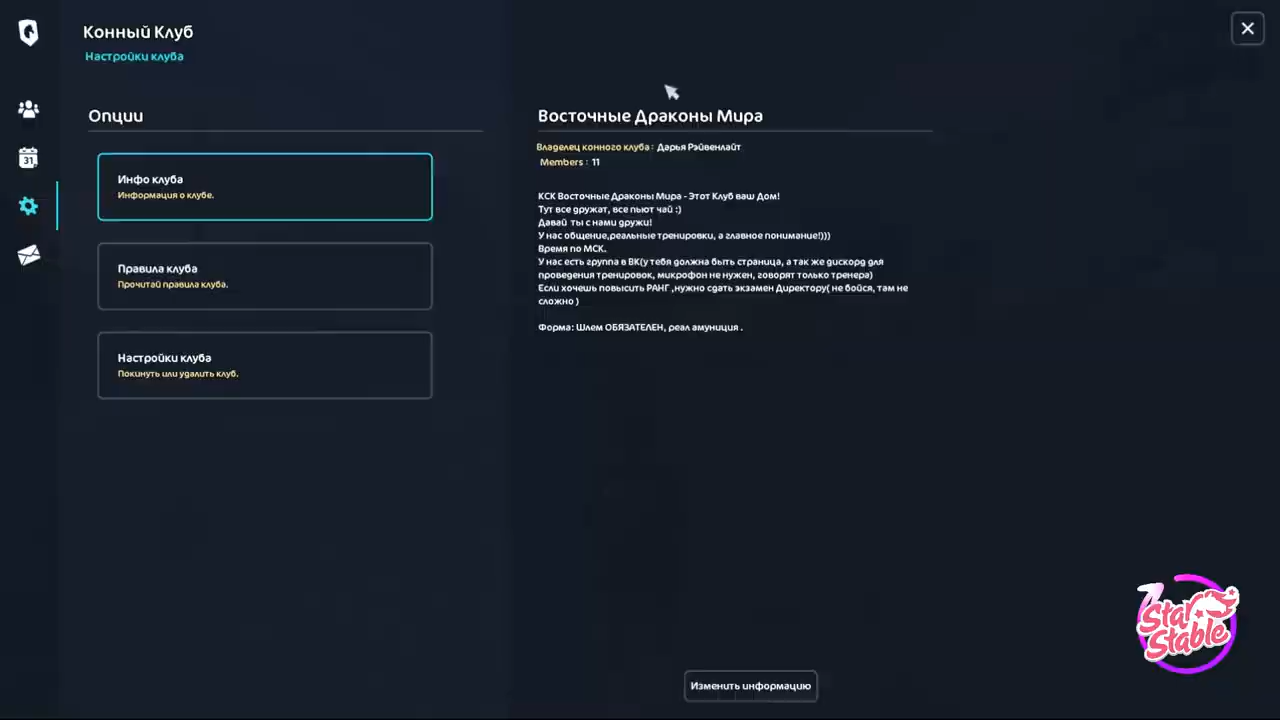 Конный Клуб
Настройки клуба
31
Опции
Инфо клуба
Информация о клубе.
Правила клуба
Прочитай правила клуба.
Настройки клуба
Покинуть или удалить клуб.
Восточные Драконы Мира
Владелец конного клуба : Дарья Рэйвенлайт
Members : 11
КСК Восточные Драконы Мира - Этот Клуб ваш Дом!
Тут все дружат, все пьют чай :)
Давай ты с нами дружи!
У нас общение,реальные тренировки, а главное понимание!)))
Время по МСК.
У нас есть группа в ВК(у тебя должна быть страница, а так же дискорд для
проведения тренировок, микрофон не нужен, говорят только тренера)
Если хочешь повысить РАНГ ,нужно сдать экзамен Директору( не бойся, там не
сложно )
Форма: Шлем ОБЯЗАТЕЛЕН, реал амуниция .
Изменить информацию
Star
Stable